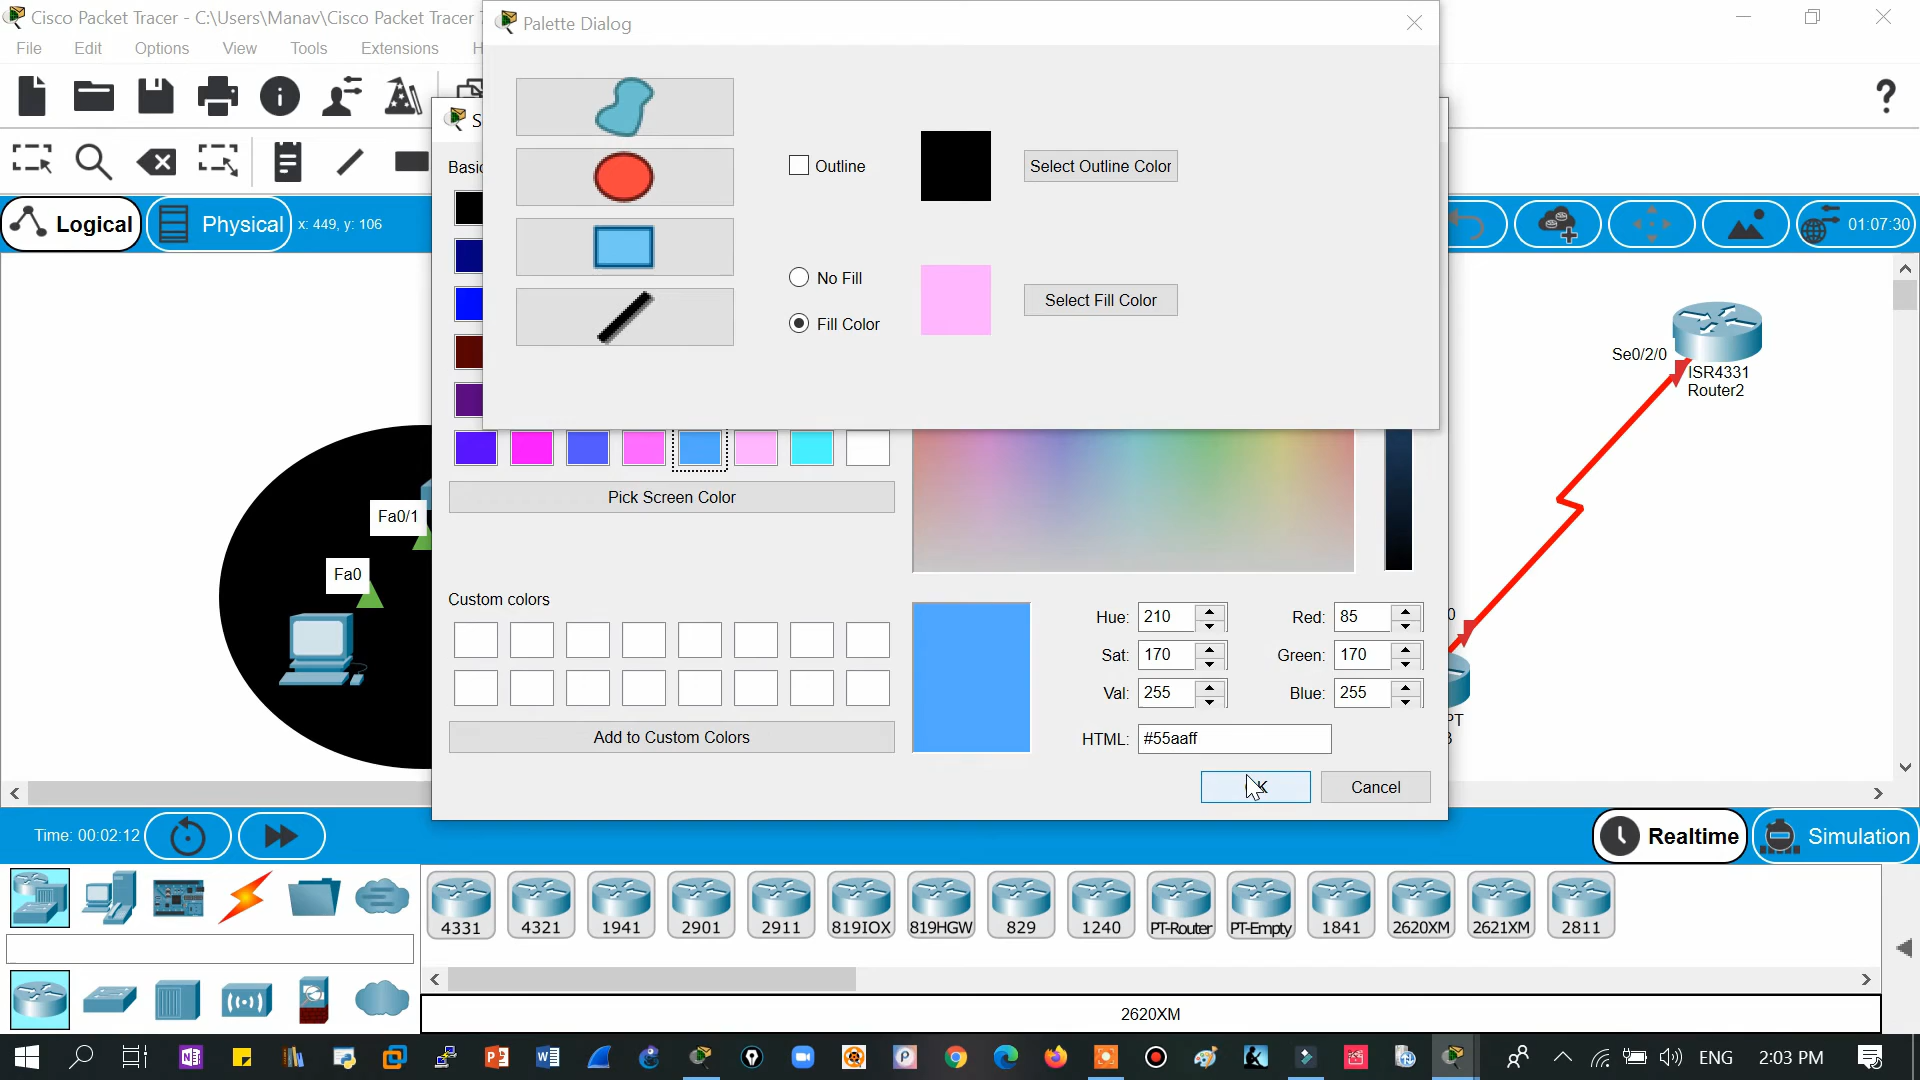 Cisco Packet Tracer - C:\Users\Manav\Cisco Packet Tracer
Palette Dialog
File Edit Options View Tools Extensions
Outline
Select Outline Color
No Fill
Fill Color
Select Fill Color
Basic
Logical
Physical
x: 449, y: 106
01:07:30
Se0/2/0
ISR4331
Router2
Fa0/1
Fa0
Pick Screen Color
Custom colors
Add to Custom Colors
Hue: 210
Red: 85
Sat: 170
Green: 170
Val: 255
Blue: 255
HTML: #55aaff
Cancel
Time: 00:02:12
Realtime
Simulation
4331 4321 1941 2901 2911 819IOX 819HGW 829 1240 PT-Router PT-Empty 1841 2620XM 2621XM 2811
2620XM
ENG
2:03 PM